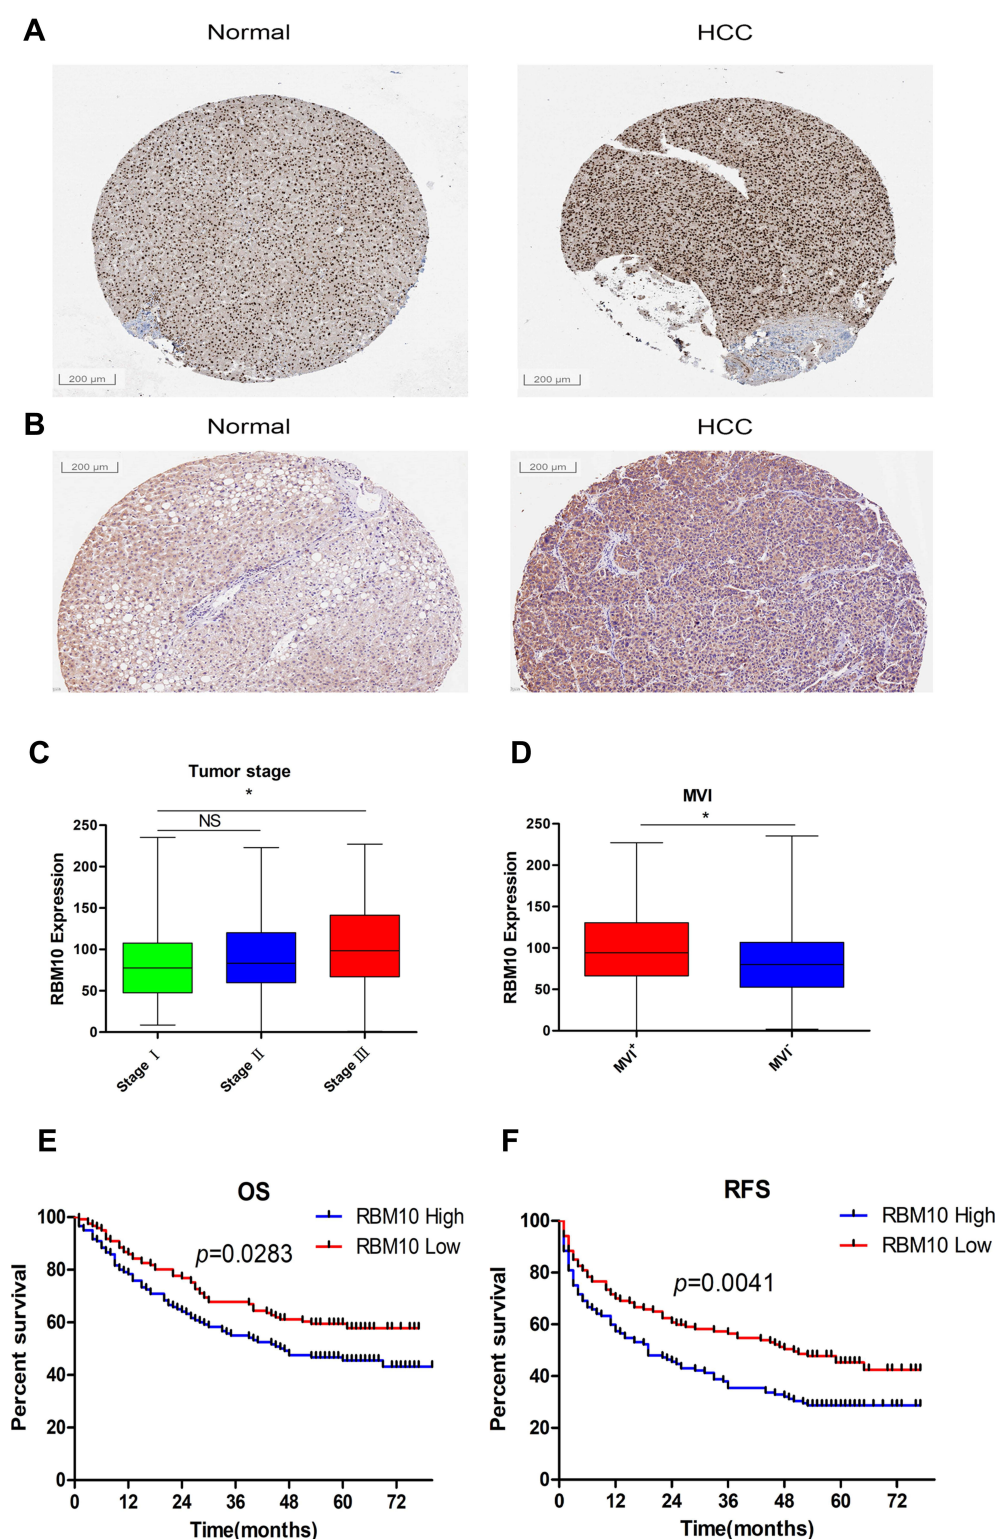 A
Normal
HCC
200 µm
200 µm
B
Normal
HCC
200 µm
200 µm
C
Tumor stage
*
NS
RBM10 Expression
250
200
150
100
50
0
Stage Ⅰ
Stage Ⅱ
Stage Ⅲ
D
MVI
*
RBM10 Expression
250
200
150
100
50
0
MVI⁺
MVI⁻
E
OS
RBM10 High
RBM10 Low
p=0.0283
Percent survival
100
80
60
40
20
0
0 12 24 36 48 60 72
Time(months)
F
RFS
RBM10 High
RBM10 Low
p=0.0041
Percent survival
100
80
60
40
20
0
0 12 24 36 48 60 72
Time(months)